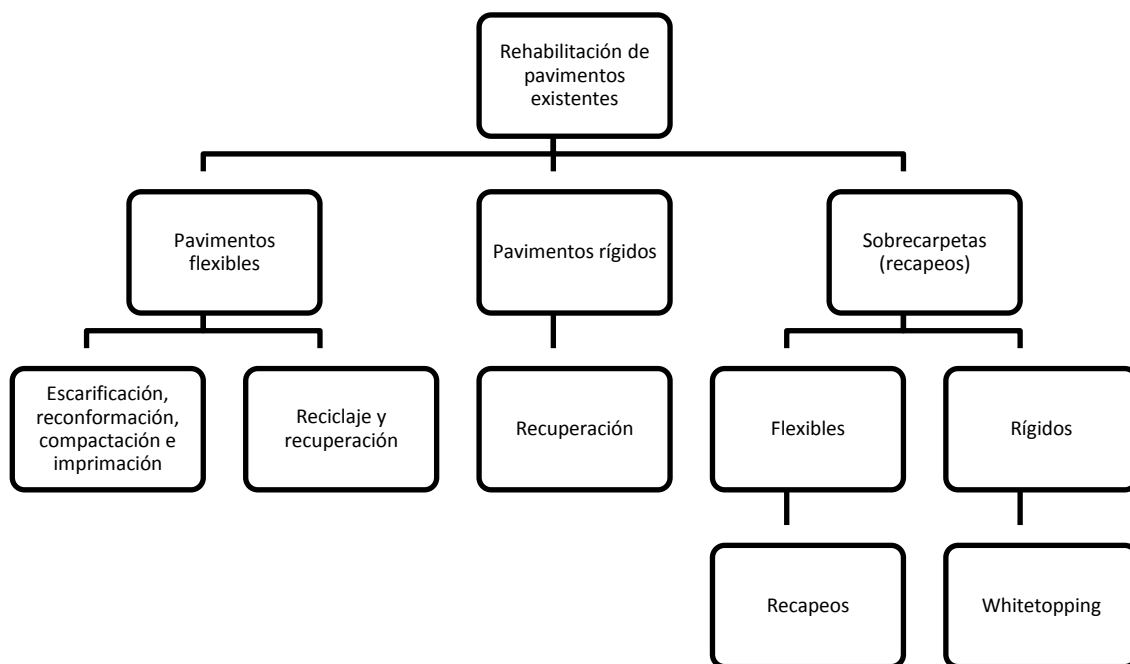 Rehabilitación de
pavimentos
existentes
Pavimentos
flexibles
Pavimentos rígidos
Sobrecarpetas
(recapeos)
Escarificación,
reconformación,
compactación e
imprimación
Reciclaje y
recuperación
Recuperación
Flexibles
Rígidos
Recapeos
Whitetopping